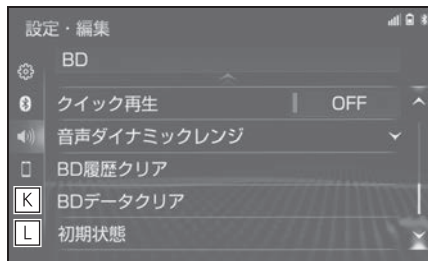 設定・編集
BD
クイック再生 OFF
音声ダイナミックレンジ
BD履歴クリア
K BDデータクリア
L 初期状態